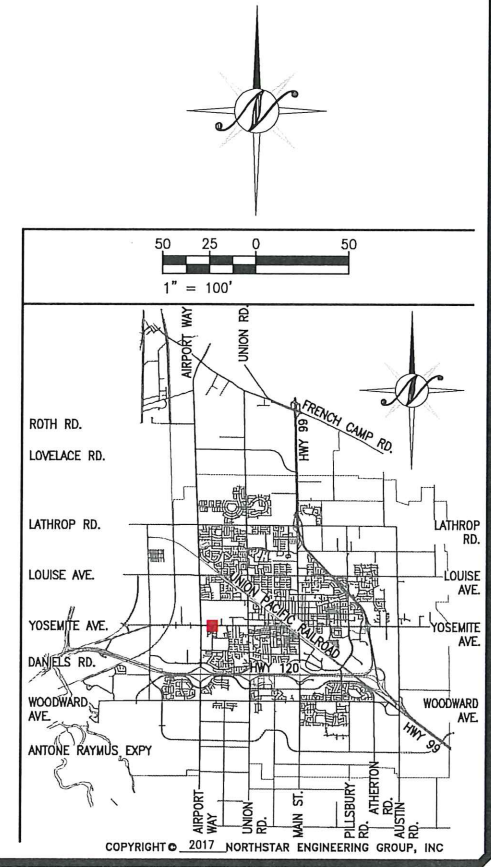 N
50 25 0 50
1" = 100'
AIRPORT WAY
UNION RD.
N
FRENCH CAMP RD.
HWY 99
ROTH RD.
LOVELACE RD.
LATHROP RD.
LATHROP
RD.
LOUISE AVE.
LOUISE
AVE.
UNION PACIFIC RAILROAD
YOSEMITE AVE.
YOSEMITE
AVE.
DANIELS RD.
HWY 120
WOODWARD
AVE.
WOODWARD
AVE.
HWY 99
ANTONE RAYMUS EXPY
AIRPORT
WAY
UNION
RD.
MAIN ST.
PILLSBURY
RD.
ATHERTON
RD.
AUSTIN
RD.
COPYRIGHT © 2017 NORTHSTAR ENGINEERING GROUP, INC